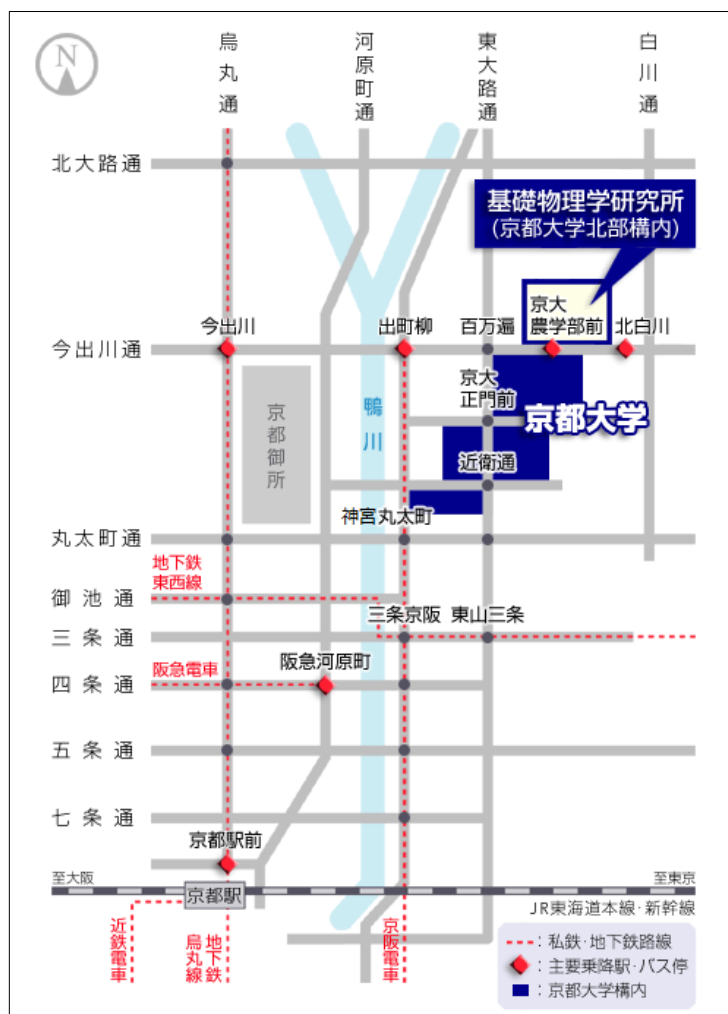 N
烏丸通
河原町通
東大路通
白川通
北大路通
基礎物理学研究所
(京都大学北部構内)
今出川
出町柳
百万遍
京大
農学部前
北白川
今出川通
京大
正門前
京都大学
京都御所
鴨川
近衛通
神宮丸太町
丸太町通
地下鉄
東西線
御池通
三条京阪
東山三条
三条通
阪急河原町
阪急電車
四条通
五条通
七条通
京都駅前
至大阪
至東京
京都駅
JR東海道本線・新幹線
近鉄電車
地下鉄
烏丸線
京阪電車
:私鉄・地下鉄路線
:主要乗降駅・バス停
:京都大学構内